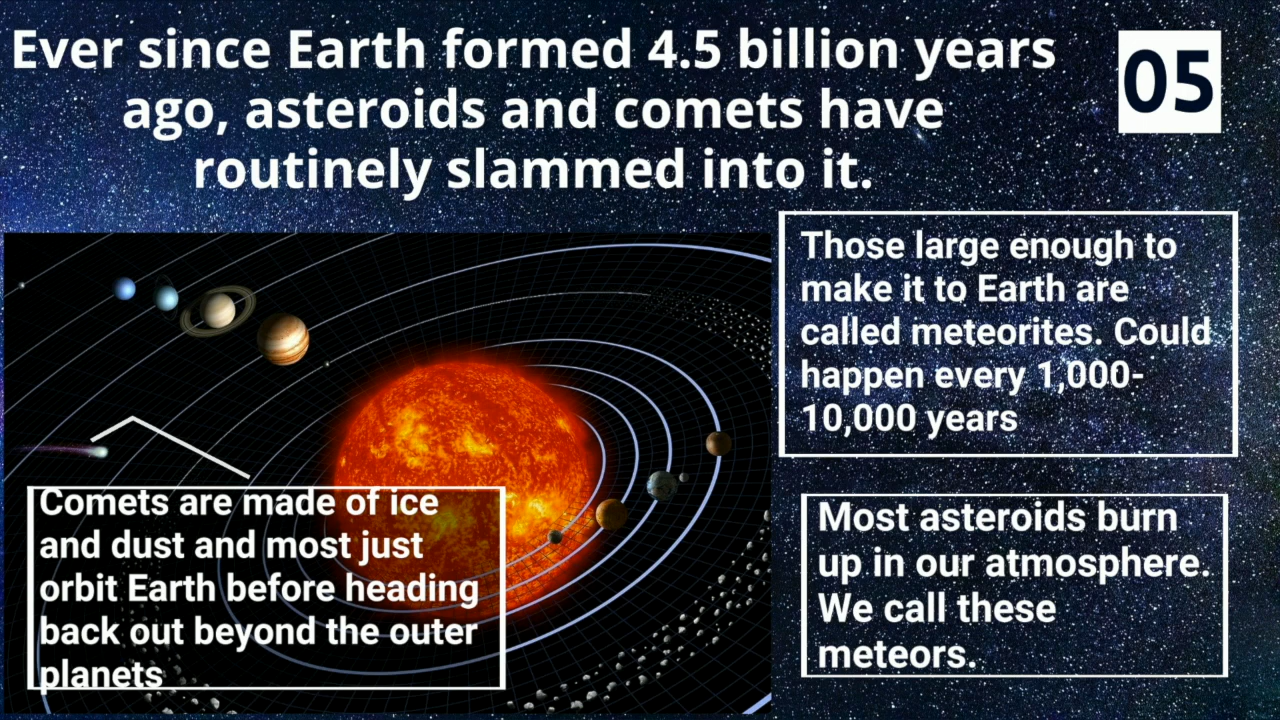 Ever since Earth formed 4.5 billion years
ago, asteroids and comets have
routinely slammed into it.
05
Those large enough to
make it to Earth are
called meteorites. Could
happen every 1,000-
10,000 years
Comets are made of ice
and dust and most just
orbit Earth before heading
back out beyond the outer
planets
Most asteroids burn
up in our atmosphere.
We call these
meteors.